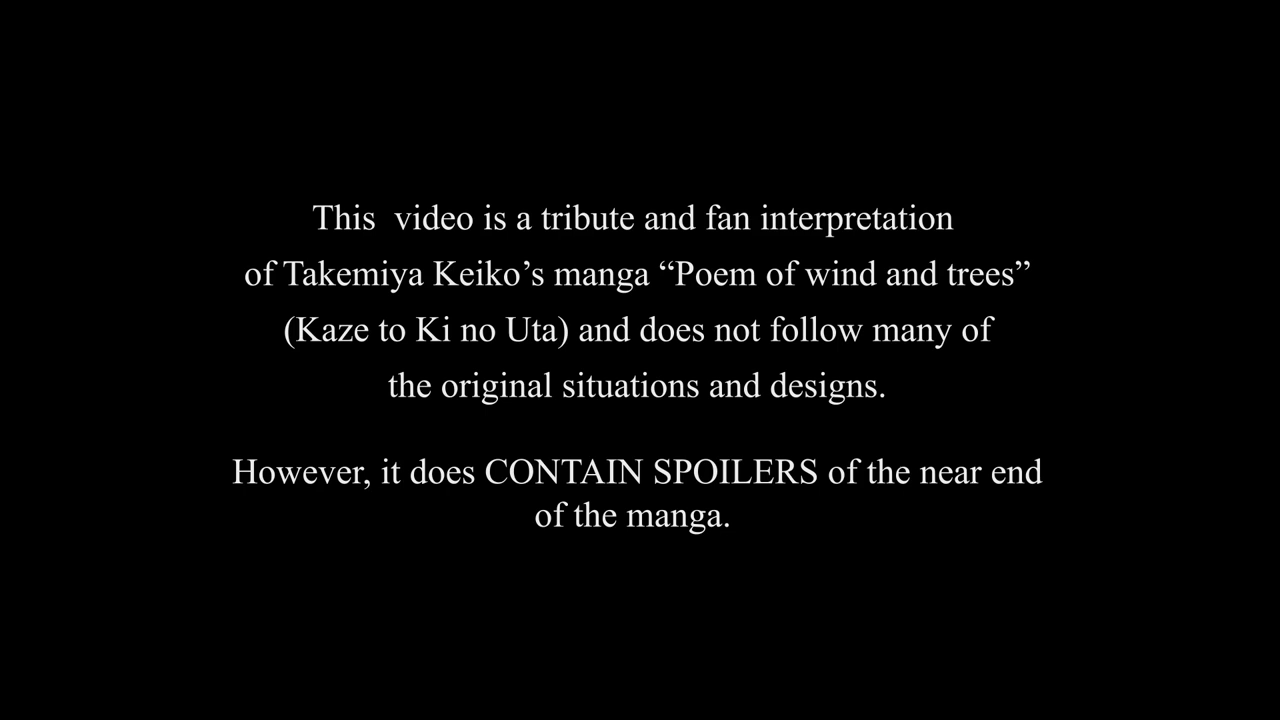 This  video is a tribute and fan interpretation
of Takemiya Keiko’s manga “Poem of wind and trees”
(Kaze to Ki no Uta) and does not follow many of
the original situations and designs.
However, it does CONTAIN SPOILERS of the near end
of the manga.